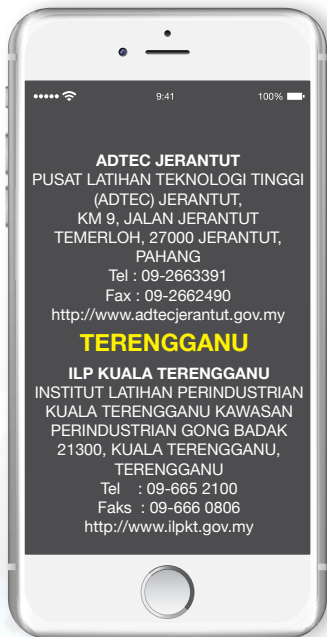 9:41
100%
ADTEC JERANTUT
PUSAT LATIHAN TEKNOLOGI TINGGI
(ADTEC) JERANTUT,
KM 9, JALAN JERANTUT
TEMERLOH, 27000 JERANTUT,
PAHANG
Tel : 09-2663391
Fax : 09-2662490
http://www.adtecjerantut.gov.my
TERENGGANU
ILP KUALA TERENGGANU
INSTITUT LATIHAN PERINDUSTRIAN
KUALA TERENGGANU KAWASAN
PERINDUSTRIAN GONG BADAK
21300, KUALA TERENGGANU,
TERENGGANU
Tel : 09-665 2100
Faks : 09-666 0806
http://www.ilpkt.gov.my